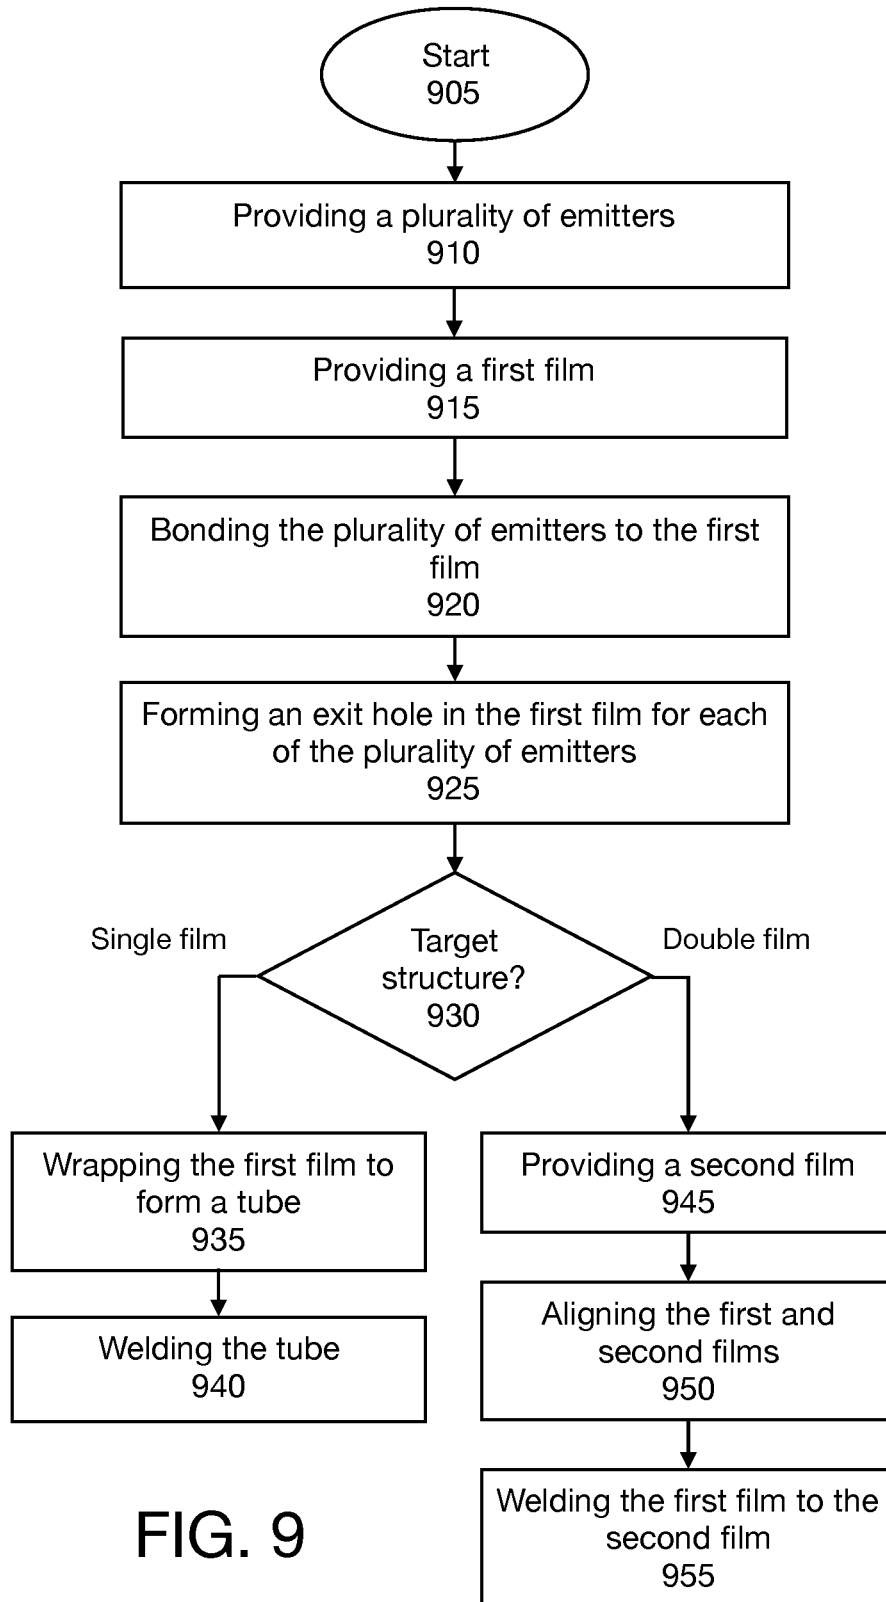 Start
905
Providing a plurality of emitters
910
Providing a first film
915
Bonding the plurality of emitters to the first
film
920
Forming an exit hole in the first film for each
of the plurality of emitters
925
Single film
Target
structure?
930
Double film
Wrapping the first film to
form a tube
935
Welding the tube
940
Providing a second film
945
Aligning the first and
second films
950
Welding the first film to the
second film
955
FIG. 9